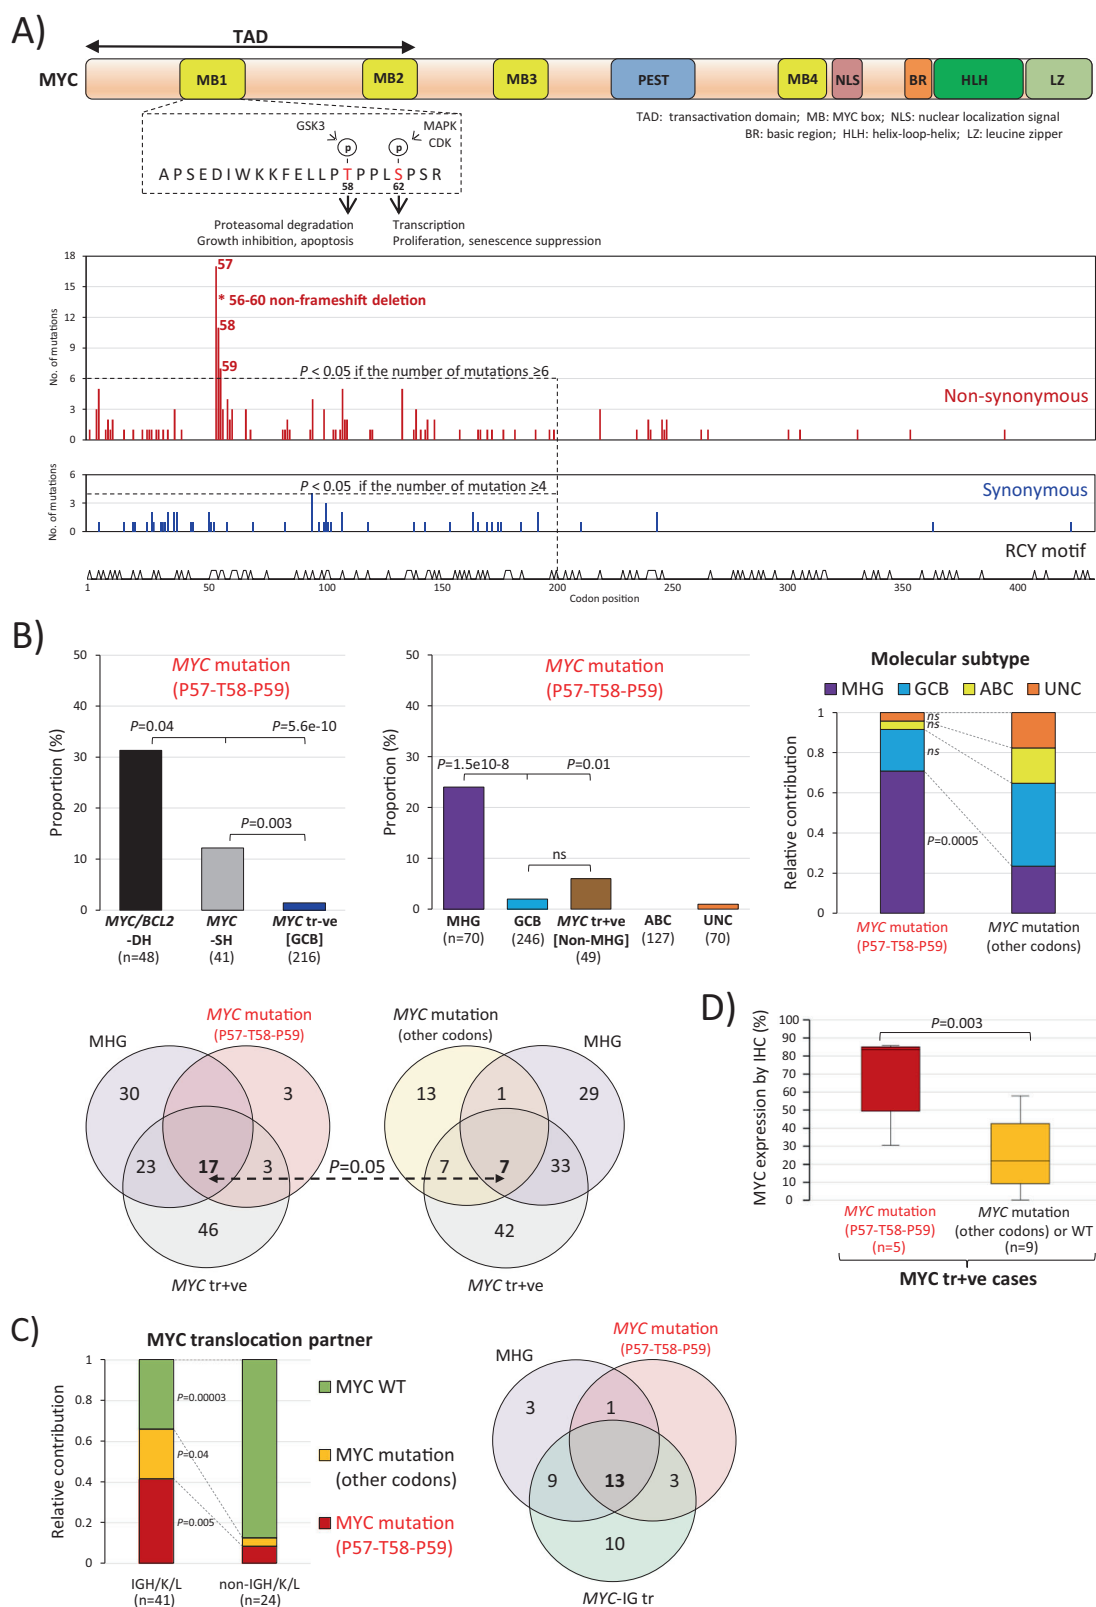 A)
TAD
MYC
MB1
MB2
MB3
PEST
MB4
NLS
BR
HLH
LZ
TAD: transactivation domain; MB: MYC box; NLS: nuclear localization signal
BR: basic region; HLH: helix-loop-helix; LZ: leucine zipper
GSK3
MAPK
CDK
p
p
A P S E D I W K K F E L L P T P P L S P S R
58
62
Proteasomal degradation
Growth inhibition, apoptosis
Transcription
Proliferation, senescence suppression
No. of mutations
18
15
12
9
6
3
0
57
* 56-60 non-frameshift deletion
58
59
P < 0.05 if the number of mutations ≥6
Non-synonymous
No. of mutations
6
3
0
P < 0.05 if the number of mutation ≥4
Synonymous
RCY motif
1
50
100
150
200
250
300
350
400
Codon position
B)
Proportion (%)
50
40
30
20
10
0
MYC mutation
(P57-T58-P59)
P=0.04
P=5.6e-10
P=0.003
MYC/BCL2
-DH
(n=48)
MYC
-SH
(41)
MYC tr-ve
[GCB]
(216)
Proportion (%)
50
40
30
20
10
0
MYC mutation
(P57-T58-P59)
P=1.5e10-8
P=0.01
ns
MHG
(n=70)
GCB
(246)
MYC tr+ve
[Non-MHG]
(49)
ABC
(127)
UNC
(70)
Molecular subtype
MHG
GCB
ABC
UNC
Relative contribution
1
0.8
0.6
0.4
0.2
0
ns
ns
ns
P=0.0005
MYC mutation
(P57-T58-P59)
MYC mutation
(other codons)
MHG
MYC mutation
(P57-T58-P59)
30
3
23
17
3
46
MYC tr+ve
P=0.05
MYC mutation
(other codons)
MHG
13
1
29
7
7
33
42
MYC tr+ve
D)
MYC expression by IHC (%)
100
90
80
70
60
50
40
30
20
10
0
P=0.003
MYC mutation
(P57-T58-P59)
(n=5)
MYC mutation
(other codons) or WT
(n=9)
MYC tr+ve cases
C)
MYC translocation partner
Relative contribution
1
0.8
0.6
0.4
0.2
0
P=0.00003
P=0.04
P=0.005
IGH/K/L
(n=41)
non-IGH/K/L
(n=24)
MYC WT
MYC mutation
(other codons)
MYC mutation
(P57-T58-P59)
MHG
MYC mutation
(P57-T58-P59)
3
1
9
13
3
10
MYC-IG tr